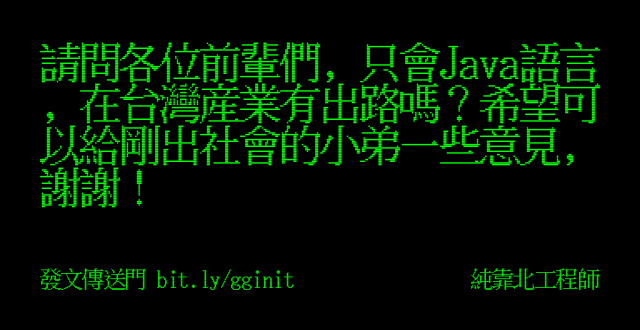 請問各位前輩們，只會Java語言
，在台灣産業有出路嗎？希望可
以給剛出社會的小弟一些意見，
謝謝！
發文傳送門 bit.ly/gginit
純靠北工程師